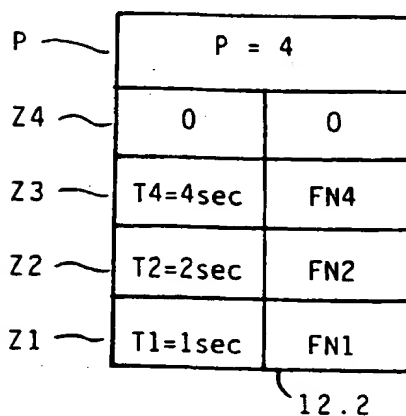 P P = 4
Z4 0 0
Z3 T4=4sec FN4
Z2 T2=2sec FN2
Z1 T1=1sec FN1
12.2